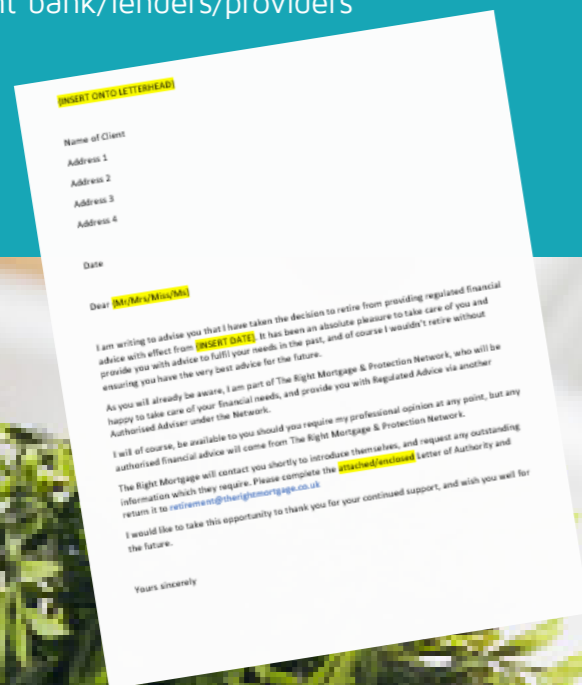 nt bank/lenders/providers
[INSERT ONTO LETTERHEAD]
Name of Client
Address 1
Address 2
Address 3
Address 4
Date
Dear [Mr/Mrs/Miss/Ms]
I am writing to advise you that I have taken the decision to retire from providing regulated financial
advice with effect from [INSERT DATE]. It has been an absolute pleasure to take care of you and
provide you with advice to fulfil your needs in the past, and of course I wouldn't retire without
ensuring you have the very best advice for the future.
As you will already be aware, I am part of The Right Mortgage & Protection Network, who will be
happy to take care of your financial needs, and provide you with Regulated Advice via another
Authorised Adviser under the Network.
I will of course, be available to you should you require my professional opinion at any point, but any
authorised financial advice will come from The Right Mortgage & Protection Network.
The Right Mortgage will contact you shortly to introduce themselves, and request any outstanding
information which they require. Please complete the attached/enclosed Letter of Authority and
return it to retirement@therightmortgage.co.uk
I would like to take this opportunity to thank you for your continued support, and wish you well for
the future.
Yours sincerely